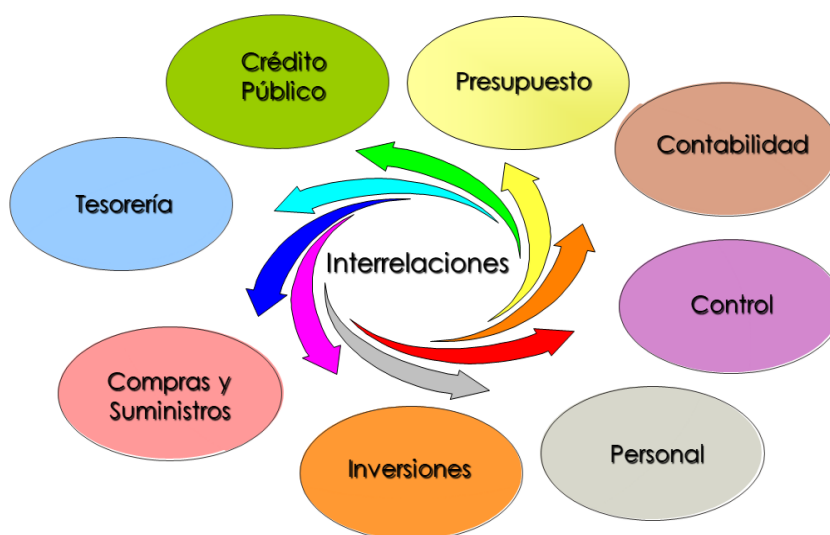 Crédito
Público
Presupuesto
Contabilidad
Tesorería
Interrelaciones
Control
Compras y
Suministros
Inversiones
Personal